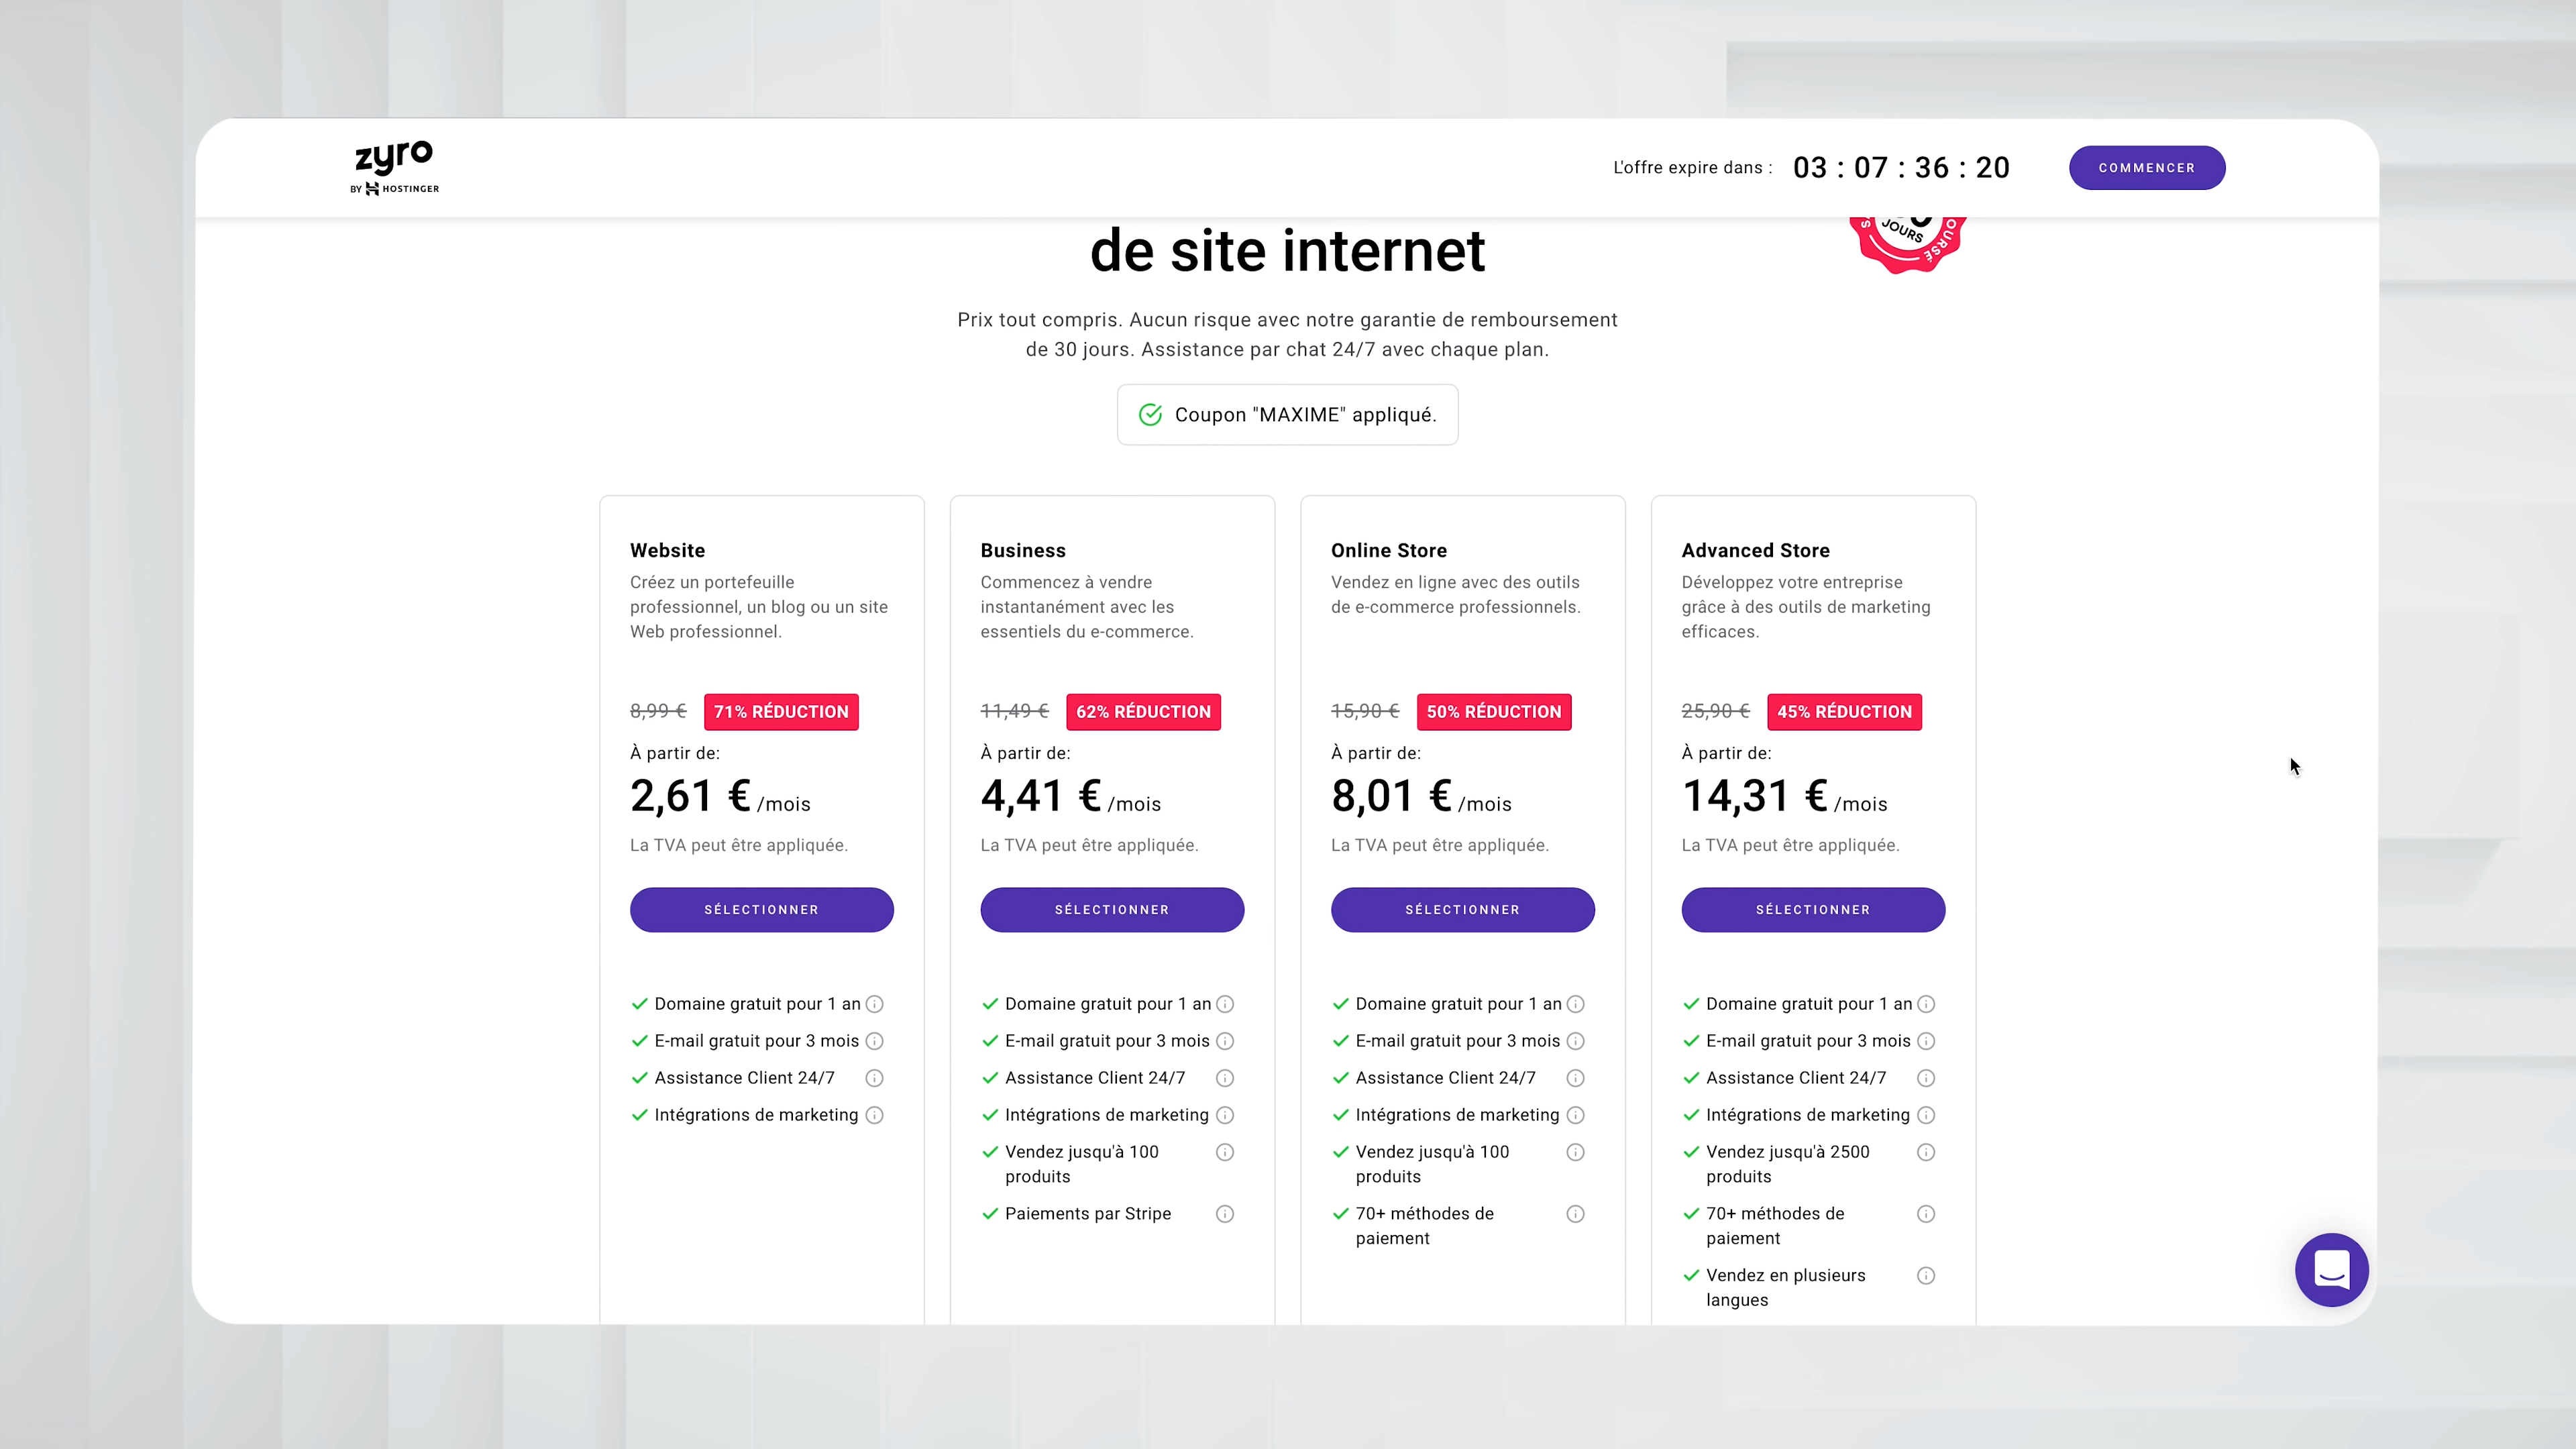 zyro
BY HOSTINGER
L'offre expire dans : 03 : 07 : 36 : 20
COMMENCER
de site internet
JOURS
Prix tout compris. Aucun risque avec notre garantie de remboursement
de 30 jours. Assistance par chat 24/7 avec chaque plan.
Coupon "MAXIME" appliqué.
Website
Créez un portefeuille
professionnel, un blog ou un site
Web professionnel.
8,99 € 71% RÉDUCTION
À partir de:
2,61 € /mois
La TVA peut être appliquée.
SÉLECTIONNER
Domaine gratuit pour 1 an
E-mail gratuit pour 3 mois
Assistance Client 24/7
Intégrations de marketing
Business
Commencez à vendre
instantanément avec les
essentiels du e-commerce.
11,49 € 62% RÉDUCTION
À partir de:
4,41 € /mois
La TVA peut être appliquée.
SÉLECTIONNER
Domaine gratuit pour 1 an
E-mail gratuit pour 3 mois
Assistance Client 24/7
Intégrations de marketing
Vendez jusqu'à 100
produits
Paiements par Stripe
Online Store
Vendez en ligne avec des outils
de e-commerce professionnels.
15,90 € 50% RÉDUCTION
À partir de:
8,01 € /mois
La TVA peut être appliquée.
SÉLECTIONNER
Domaine gratuit pour 1 an
E-mail gratuit pour 3 mois
Assistance Client 24/7
Intégrations de marketing
Vendez jusqu'à 100
produits
70+ méthodes de
paiement
Advanced Store
Développez votre entreprise
grâce à des outils de marketing
efficaces.
25,90 € 45% RÉDUCTION
À partir de:
14,31 € /mois
La TVA peut être appliquée.
SÉLECTIONNER
Domaine gratuit pour 1 an
E-mail gratuit pour 3 mois
Assistance Client 24/7
Intégrations de marketing
Vendez jusqu'à 2500
produits
70+ méthodes de
paiement
Vendez en plusieurs
langues